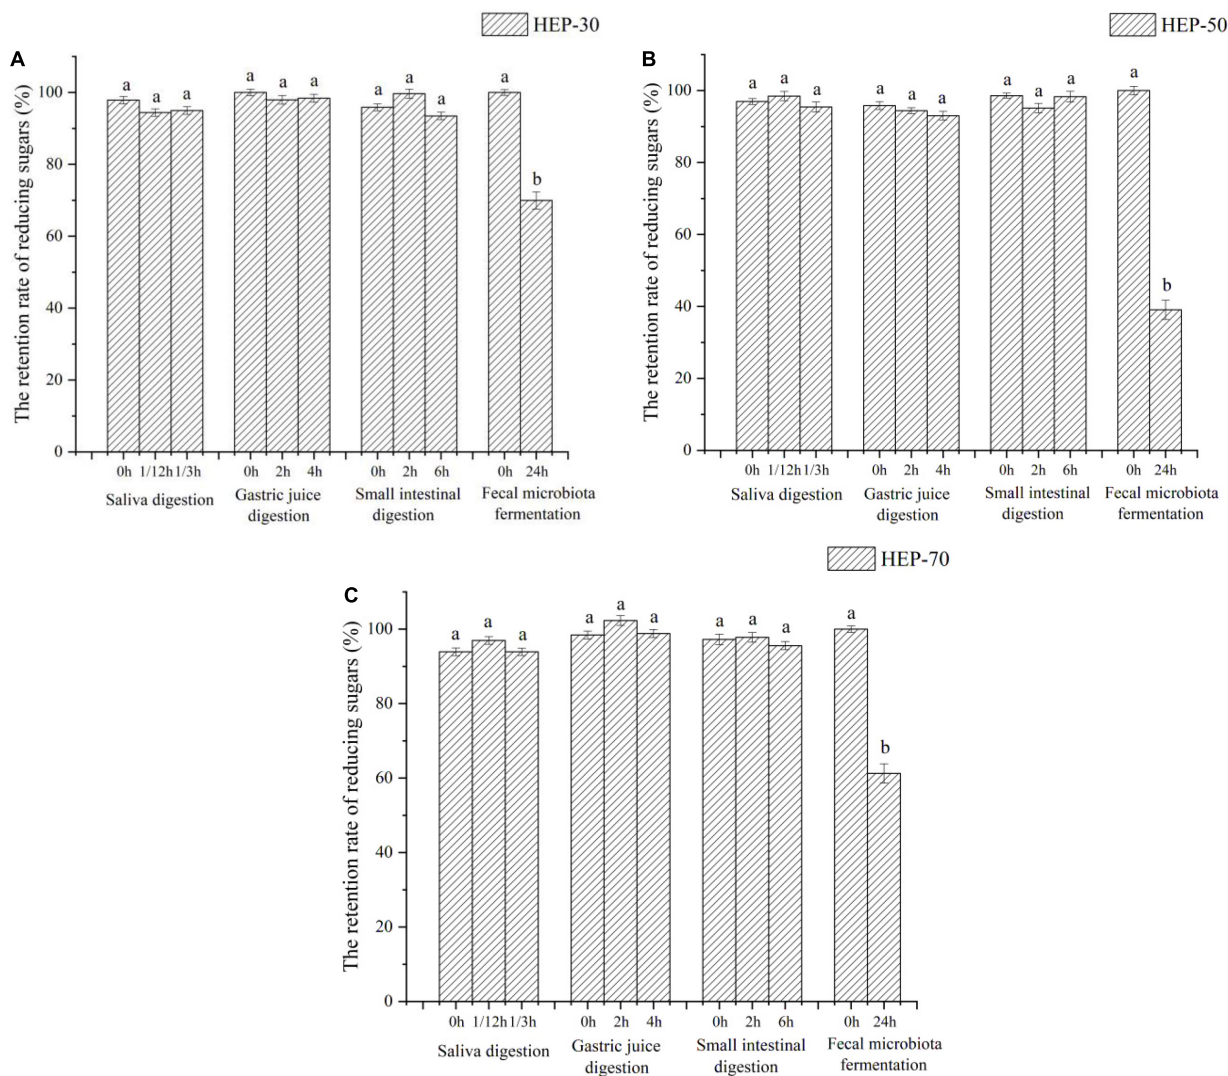 HEP-30
A
The retention rate of reducing sugars (%)
100
80
60
40
20
0
a a a a a a a a a a b
0h 1/12h 1/3h 0h 2h 4h 0h 2h 6h 0h 24h
Saliva digestion
Gastric juice
digestion
Small intestinal
digestion
Fecal microbiota
fermentation
HEP-50
B
The retention rate of reducing sugars (%)
100
80
60
40
20
0
a a a a a a a a a a b
0h 1/12h 1/3h 0h 2h 4h 0h 2h 6h 0h 24h
Saliva digestion
Gastric juice
digestion
Small intestinal
digestion
Fecal microbiota
fermentation
HEP-70
C
The retention rate of reducing sugars (%)
100
80
60
40
20
0
a a a a a a a a a a b
0h 1/12h 1/3h 0h 2h 4h 0h 2h 6h 0h 24h
Saliva digestion
Gastric juice
digestion
Small intestinal
digestion
Fecal microbiota
fermentation